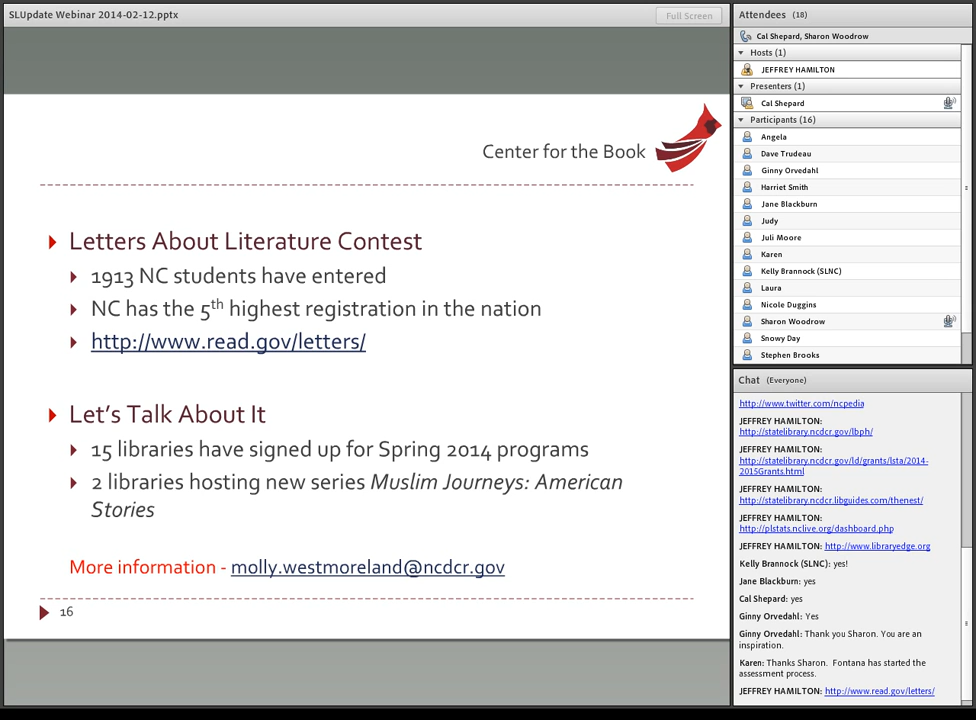 SLUpdate Webinar 2014-02-12.pptx
Full Screen
Center for the Book
Letters About Literature Contest
1913 NC students have entered
NC has the 5th highest registration in the nation
http://www.read.gov/letters/
Let's Talk About It
15 libraries have signed up for Spring 2014 programs
2 libraries hosting new series Muslim Journeys: American
Stories
More information - molly.westmoreland@ncdcr.gov
16
Attendees (18)
Cal Shepard, Sharon Woodrow
Hosts (1)
JEFFREY HAMILTON
Presenters (1)
Cal Shepard
Participants (16)
Angela
Dave Trudeau
Ginny Orvedahl
Harriet Smith
Jane Blackburn
Judy
Juli Moore
Karen
Kelly Brannock (SLNC)
Laura
Nicole Duggins
Sharon Woodrow
Snowy Day
Stephen Brooks
Chat (Everyone)
http://www.twitter.com/ncpedia
JEFFREY HAMILTON:
http://statelibrary.ncdcr.gov/lbph/
JEFFREY HAMILTON:
http://statelibrary.ncdcr.gov/ld/grants/lsta/2014-
2015Grants.html
JEFFREY HAMILTON:
http://statelibrary.ncdcr.libguides.com/thenest/
JEFFREY HAMILTON:
http://plstats.nclive.org/dashboard.php
JEFFREY HAMILTON: http://www.libraryedge.org
Kelly Brannock (SLNC): yes!
Jane Blackburn: yes
Cal Shepard: yes
Ginny Orvedahl: Yes
Ginny Orvedahl: Thank you Sharon. You are an
inspiration.
Karen: Thanks Sharon. Fontana has started the
assessment process.
JEFFREY HAMILTON: http://www.read.gov/letters/